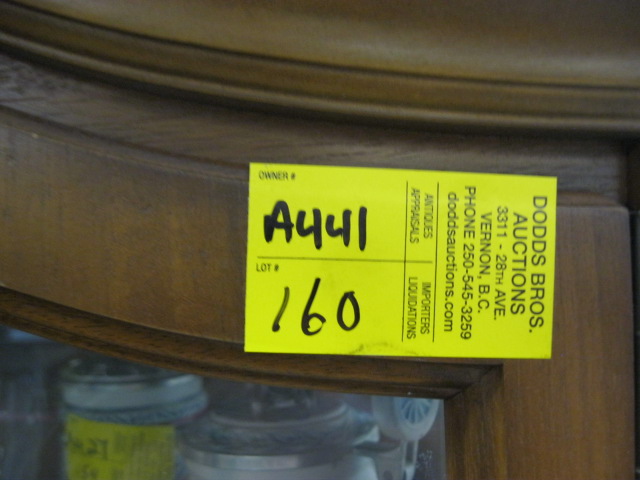 OWNER #
A441
LOT #
160
DODDS BROS.
AUCTIONS
3311 - 28TH AVE.
VERNON, B.C.
PHONE 250-545-3259
doddsauctions.com
ANTIQUES
APPRAISALS
IMPORTERS
LIQUIDATIONS